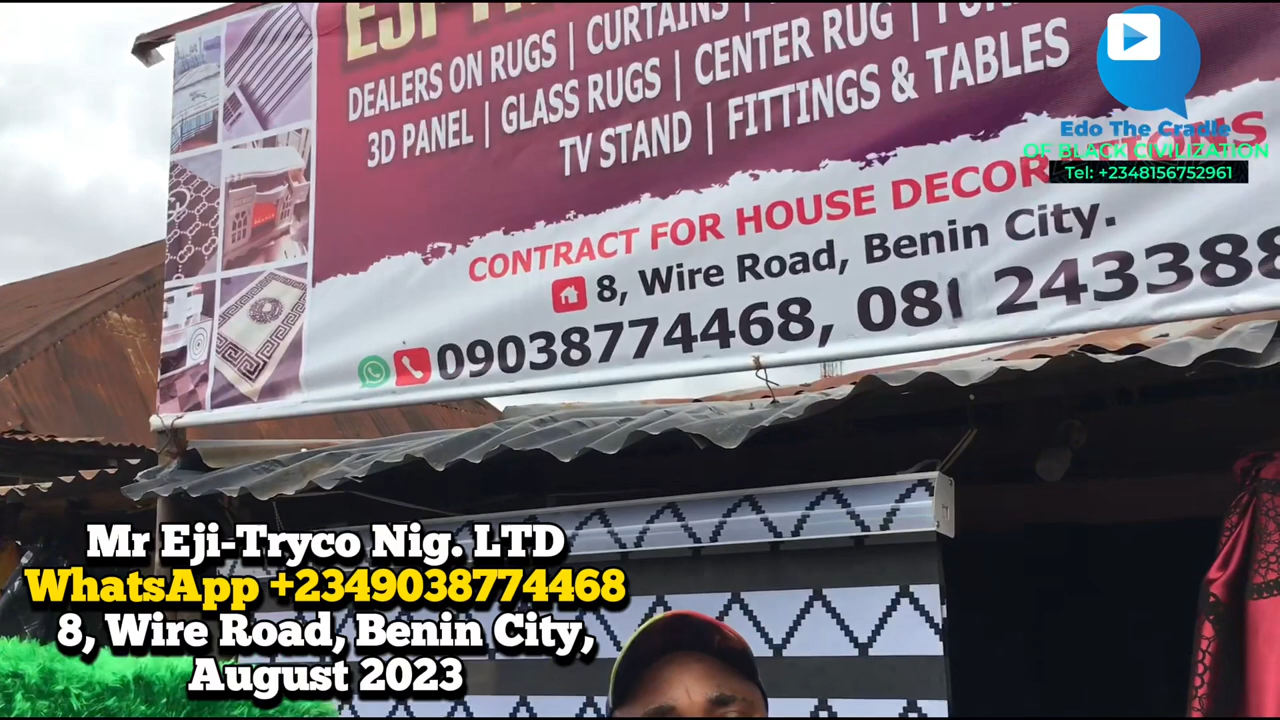 EJI-
DEALERS ON RUGS | CURTAINS |
3D PANEL | GLASS RUGS | CENTER RUG |
TV STAND | FITTINGS & TABLES
CONTRACT FOR HOUSE
8, Wire Road, Benin City.
09038774468, 081 243388
Edo The Cradle
OF BLACK CIVILIZATION
Tel: +2348156752961
Mr Eji-Tryco Nig. LTD
WhatsApp +2349038774468
8, Wire Road, Benin City,
August 2023